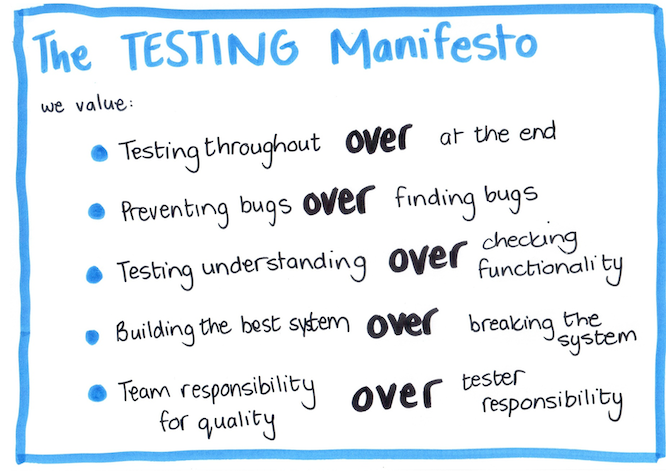 The TESTING Manifesto
we value:
Testing throughout over at the end
Preventing bugs over finding bugs
Testing understanding over checking
functionality
Building the best system over breaking the
system
Team responsibility over tester
for quality responsibility